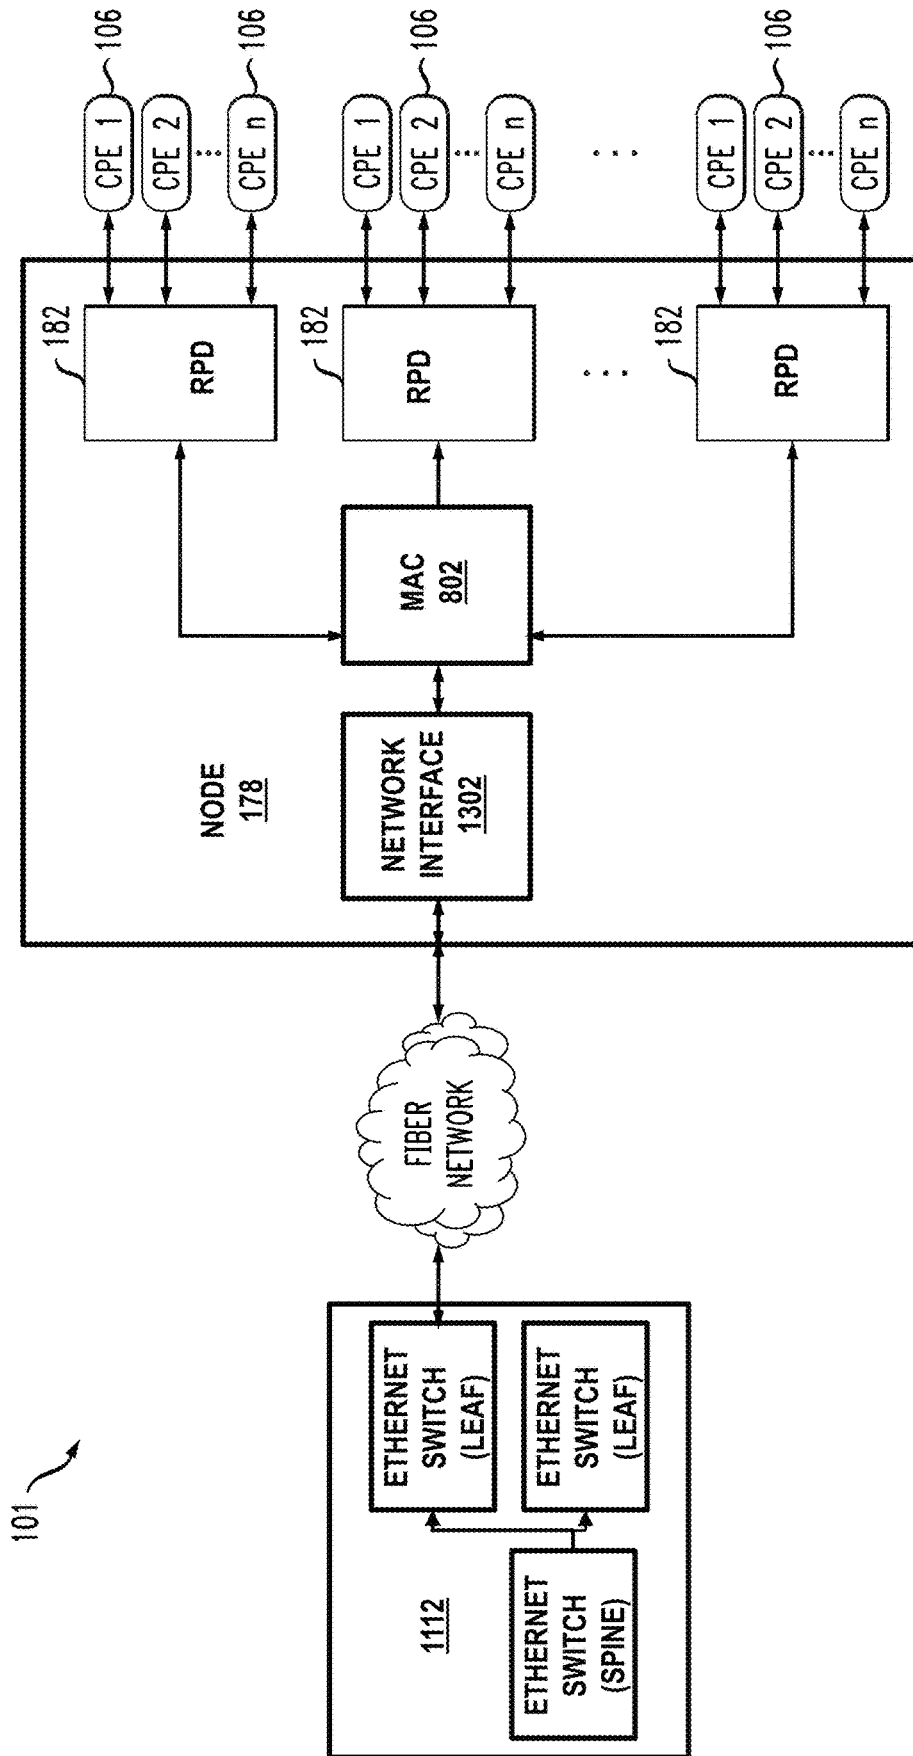 101
1112
ETHERNET
SWITCH
(SPINE)
ETHERNET
SWITCH
(LEAF)
ETHERNET
SWITCH
(LEAF)
FIBER
NETWORK
NODE
178
NETWORK
INTERFACE
1302
MAC
802
182
RPD
182
RPD
182
RPD
CPE 1
CPE 2
CPE n
106
106
CPE 1
CPE 2
CPE n
106
CPE 1
CPE 2
CPE n
106